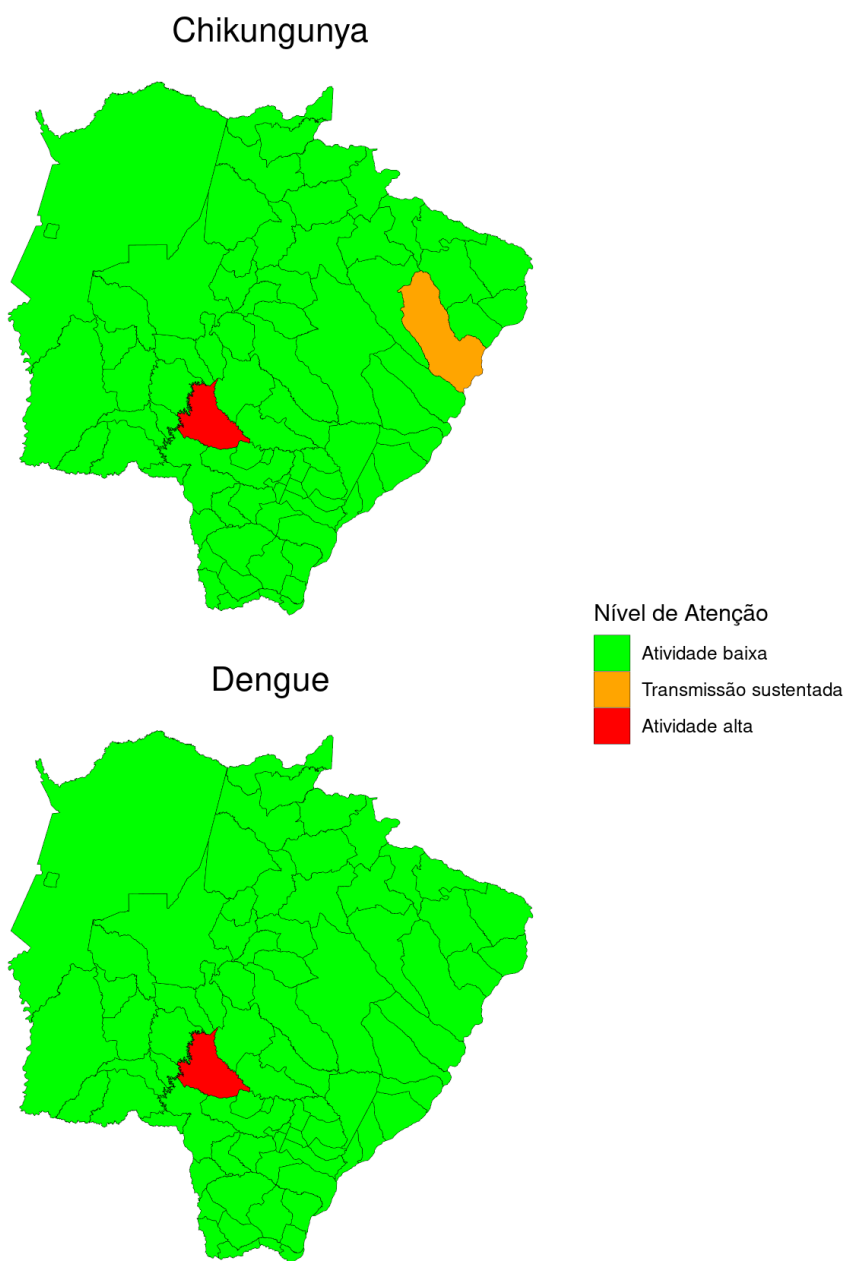 Chikungunya
Nível de Atenção
Atividade baixa
Transmissão sustentada
Atividade alta
Dengue